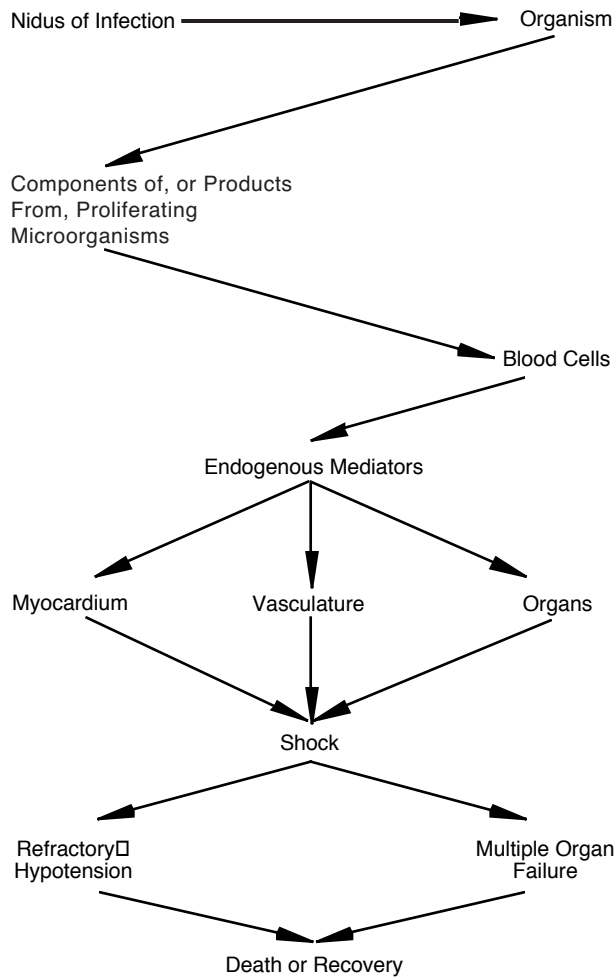 Nidus of Infection
Organism
Components of, or Products
From, Proliferating
Microorganisms
Blood Cells
Endogenous Mediators
Myocardium
Vasculature
Organs
Shock
Refractory□
Hypotension
Multiple Organ
Failure
Death or Recovery